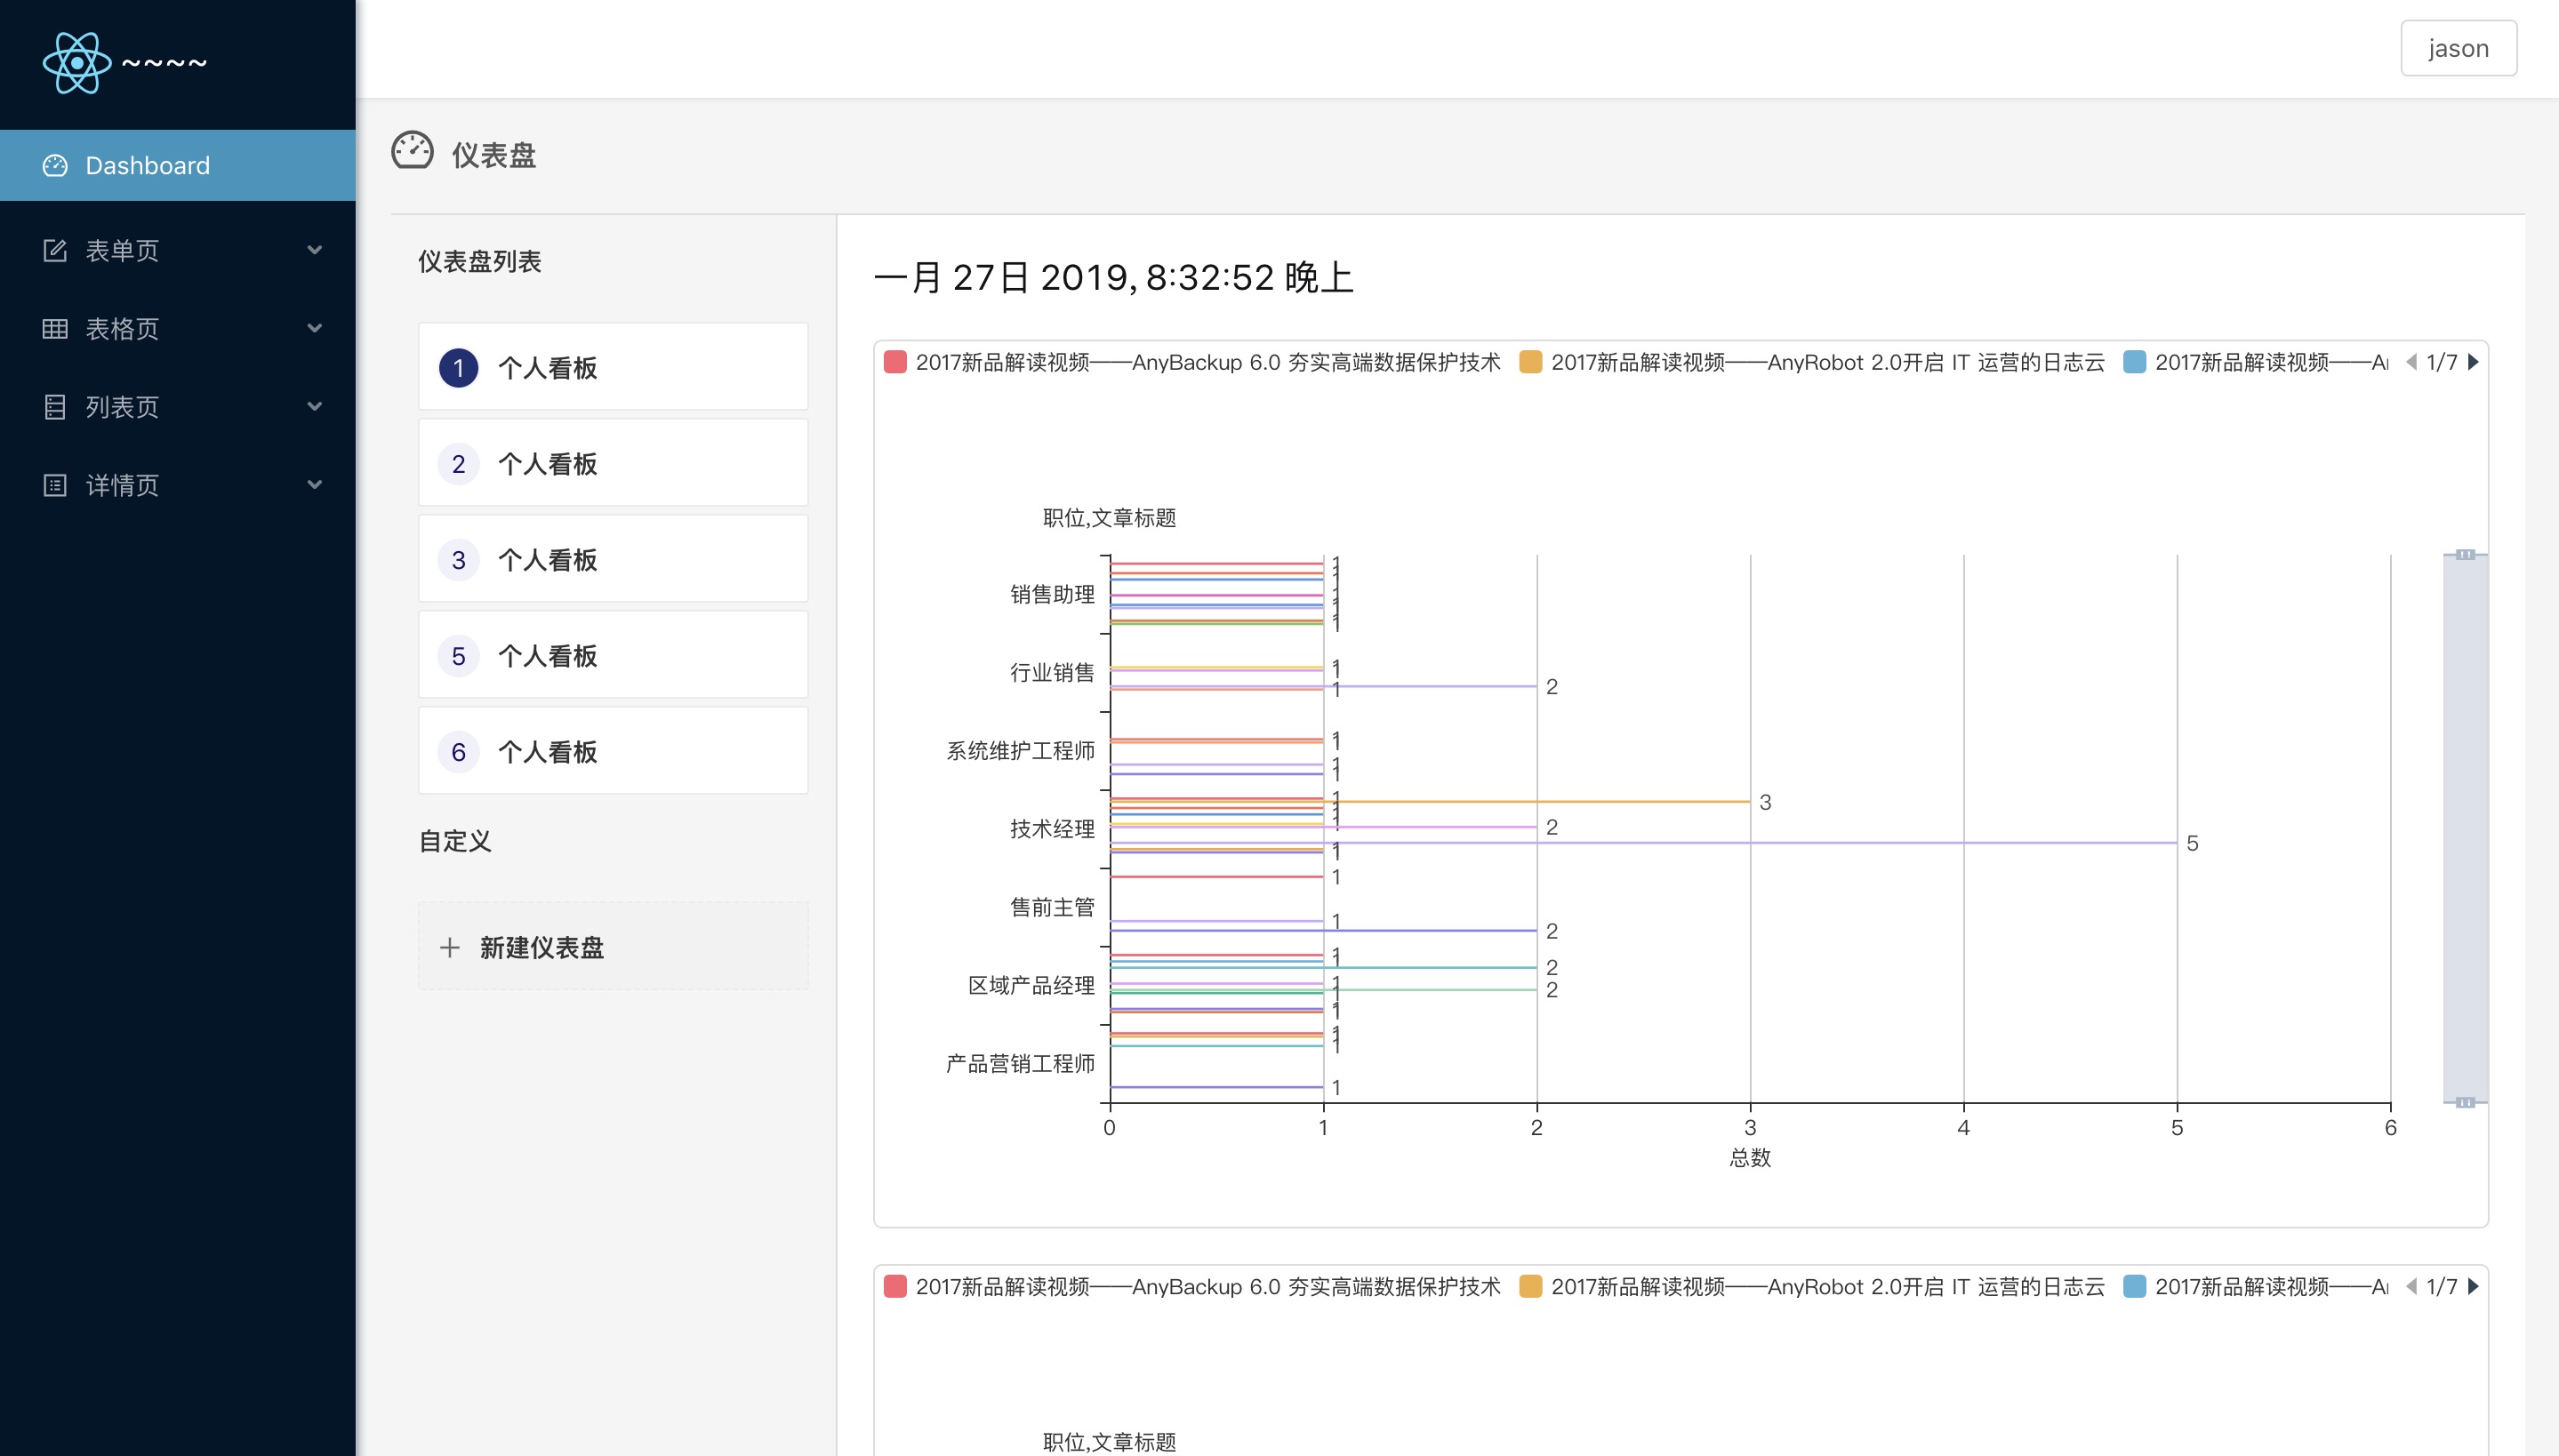 ~~~~
jason
Dashboard
表单页
表格页
列表页
详情页
仪表盘
仪表盘列表
1 个人看板
2 个人看板
3 个人看板
5 个人看板
6 个人看板
自定义
+ 新建仪表盘
一月 27日 2019, 8:32:52 晚上
2017新品解读视频——AnyBackup 6.0 夯实高端数据保护技术 2017新品解读视频——AnyRobot 2.0开启 IT 运营的日志云 2017新品解读视频——A 1/7
职位,文章标题
销售助理
行业销售
系统维护工程师
技术经理
售前主管
区域产品经理
产品营销工程师
1
1
1
1
1
2
1
1
1
3
1
2
5
1
1
1
2
1
2
1
2
1
1
1
0 1 2 3 4 5 6
总数
2017新品解读视频——AnyBackup 6.0 夯实高端数据保护技术 2017新品解读视频——AnyRobot 2.0开启 IT 运营的日志云 2017新品解读视频——A 1/7
职位,文章标题